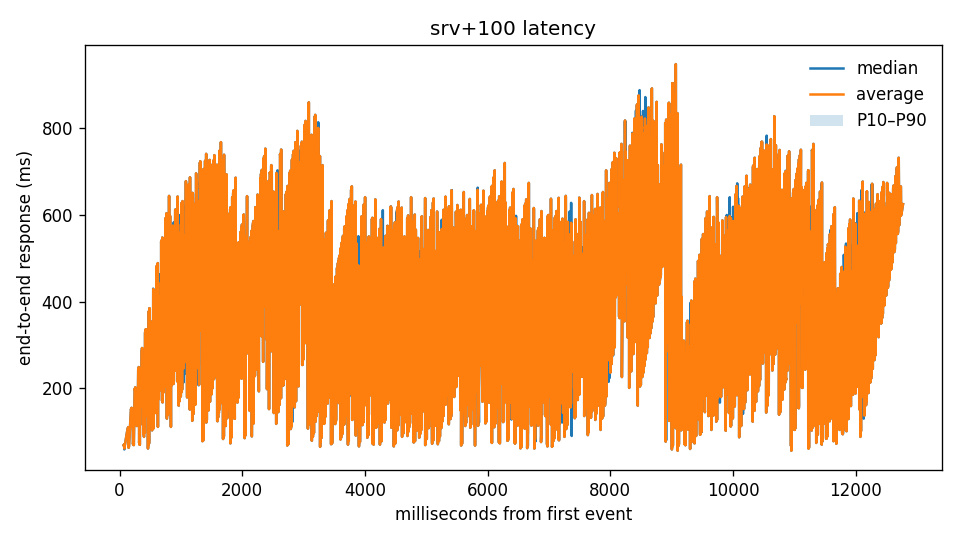 srv+100 latency
median
average
P10–P90
800
600
400
200
end-to-end response (ms)
0
2000
4000
6000
8000
10000
12000
milliseconds from first event